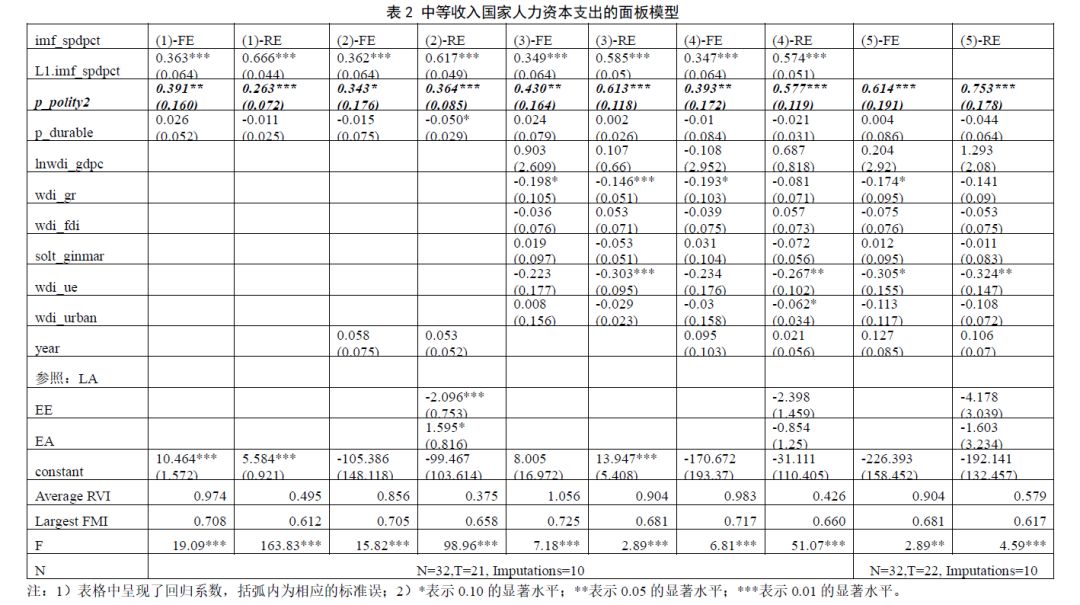 表 2 中等收入国家人力资本支出的面板模型
imf_spdpct (1)-FE (1)-RE (2)-FE (2)-RE (3)-FE (3)-RE (4)-FE (4)-RE (5)-FE (5)-RE
L1.imf_spdpct 0.363*** 0.666*** 0.362*** 0.617*** 0.349*** 0.585*** 0.347*** 0.574***
(0.064) (0.044) (0.064) (0.049) (0.064) (0.05) (0.064) (0.051)
p_polity2 0.391** 0.263*** 0.343* 0.364*** 0.430** 0.613*** 0.393** 0.577*** 0.614*** 0.753***
(0.160) (0.072) (0.176) (0.085) (0.164) (0.118) (0.172) (0.119) (0.191) (0.178)
p_durable 0.026 -0.011 -0.015 -0.050* 0.024 0.002 -0.01 -0.021 0.004 -0.044
(0.052) (0.025) (0.075) (0.029) (0.079) (0.026) (0.084) (0.031) (0.086) (0.064)
lnwdi_gdpc 0.903 0.107 -0.108 0.687 0.204 1.293
(2.609) (0.66) (2.952) (0.818) (2.92) (2.08)
wdi_gr -0.198* -0.146*** -0.193* -0.081 -0.174* -0.141
(0.105) (0.051) (0.103) (0.071) (0.095) (0.09)
wdi_fdi -0.036 0.053 -0.039 0.057 -0.075 -0.053
(0.076) (0.071) (0.075) (0.073) (0.076) (0.075)
solt_ginmar 0.019 -0.053 0.031 -0.072 0.012 -0.011
(0.097) (0.051) (0.104) (0.056) (0.095) (0.083)
wdi_ue -0.223 -0.303*** -0.234 -0.267** -0.305* -0.324**
(0.177) (0.095) (0.176) (0.102) (0.155) (0.147)
wdi_urban 0.008 -0.029 -0.03 -0.062* -0.113 -0.108
(0.156) (0.023) (0.158) (0.034) (0.117) (0.072)
year 0.058 0.053 0.095 0.021 0.127 0.106
(0.075) (0.052) (0.103) (0.056) (0.085) (0.07)
参照：LA
EE -2.096*** -2.398 -4.178
(0.753) (1.459) (3.039)
EA 1.595* -0.854 -1.603
(0.816) (1.25) (3.234)
constant 10.464*** 5.584*** -105.386 -99.467 8.005 13.947*** -170.672 -31.111 -226.393 -192.141
(1.572) (0.921) (148.118) (103.614) (16.972) (5.408) (193.37) (110.405) (158.452) (132.457)
Average RVI 0.974 0.495 0.856 0.375 1.056 0.904 0.983 0.426 0.904 0.579
Largest FMI 0.708 0.612 0.705 0.658 0.725 0.681 0.717 0.660 0.681 0.617
F 19.09*** 163.83*** 15.82*** 98.96*** 7.18*** 2.89*** 6.81*** 51.07*** 2.89** 4.59***
N N=32,T=21, Imputations=10 N=32,T=22, Imputations=10
注：1）表格中呈现了回归系数，括弧内为相应的标准误；2）*表示 0.10 的显著水平；**表示 0.05 的显著水平；***表示 0.01 的显著水平。